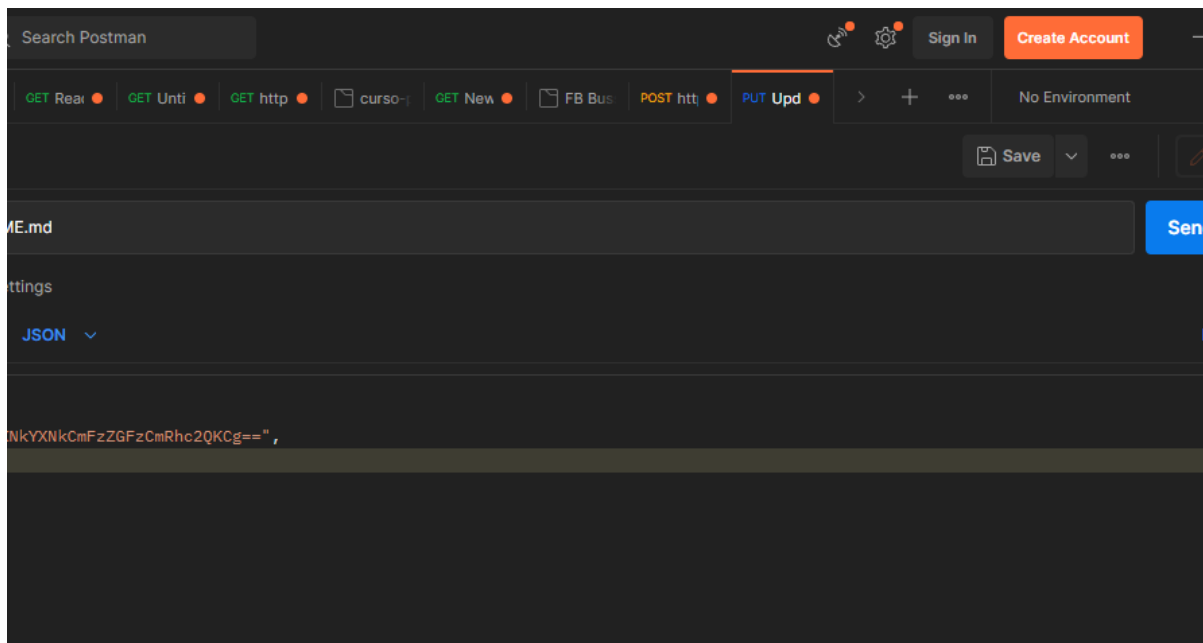 Search Postman
Sign In
Create Account
GET Rea
GET Unti
GET http
curso-
GET New
FB Bus
POST htt
PUT Upd
No Environment
Save
ME.md
Sen
ettings
JSON
NkYXNkCmFzZGFzCmRhc2QKCg==",